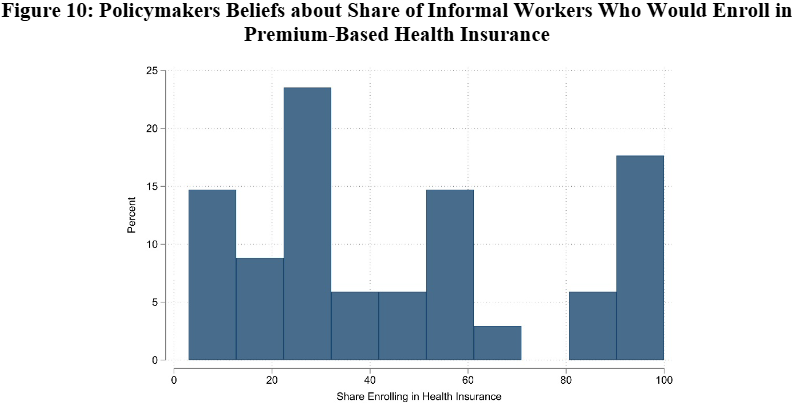 Figure 10: Policymakers Beliefs about Share of Informal Workers Who Would Enroll in
Premium-Based Health Insurance
25
20
15
10
5
0
Percent
0 20 40 60 80 100
Share Enrolling in Health Insurance